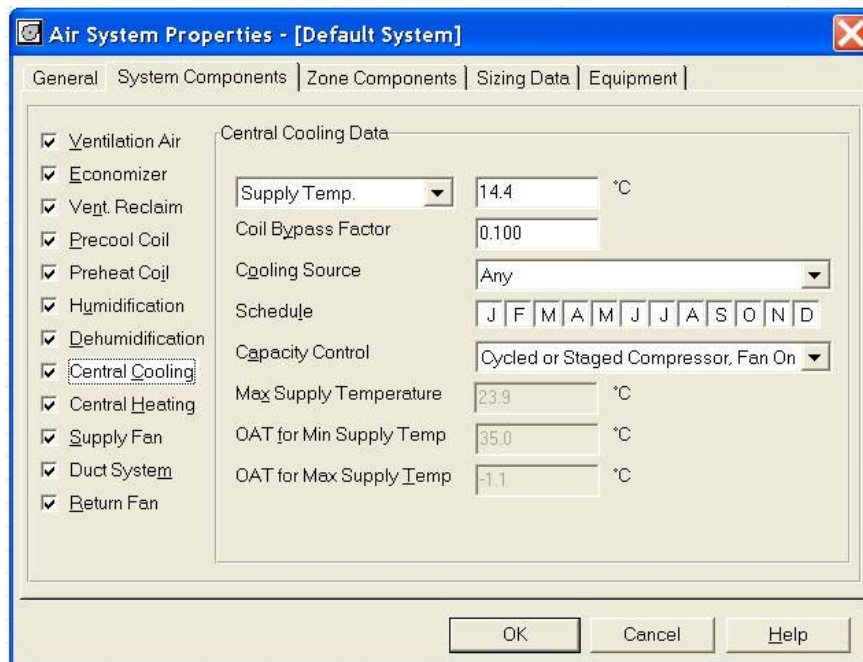 Air System Properties - [Default System]
General System Components Zone Components Sizing Data Equipment
Ventilation Air
Economizer
Vent. Reclaim
Precool Coil
Preheat Coil
Humidification
Dehumidification
Central Cooling
Central Heating
Supply Fan
Duct System
Return Fan
Central Cooling Data
Supply Temp. 14.4 °C
Coil Bypass Factor 0.100
Cooling Source Any
Schedule J F M A M J J A S O N D
Capacity Control Cycled or Staged Compressor, Fan On
Max Supply Temperature 23.9 °C
OAT for Min Supply Temp 35.0 °C
OAT for Max Supply Temp -1.1 °C
OK Cancel Help